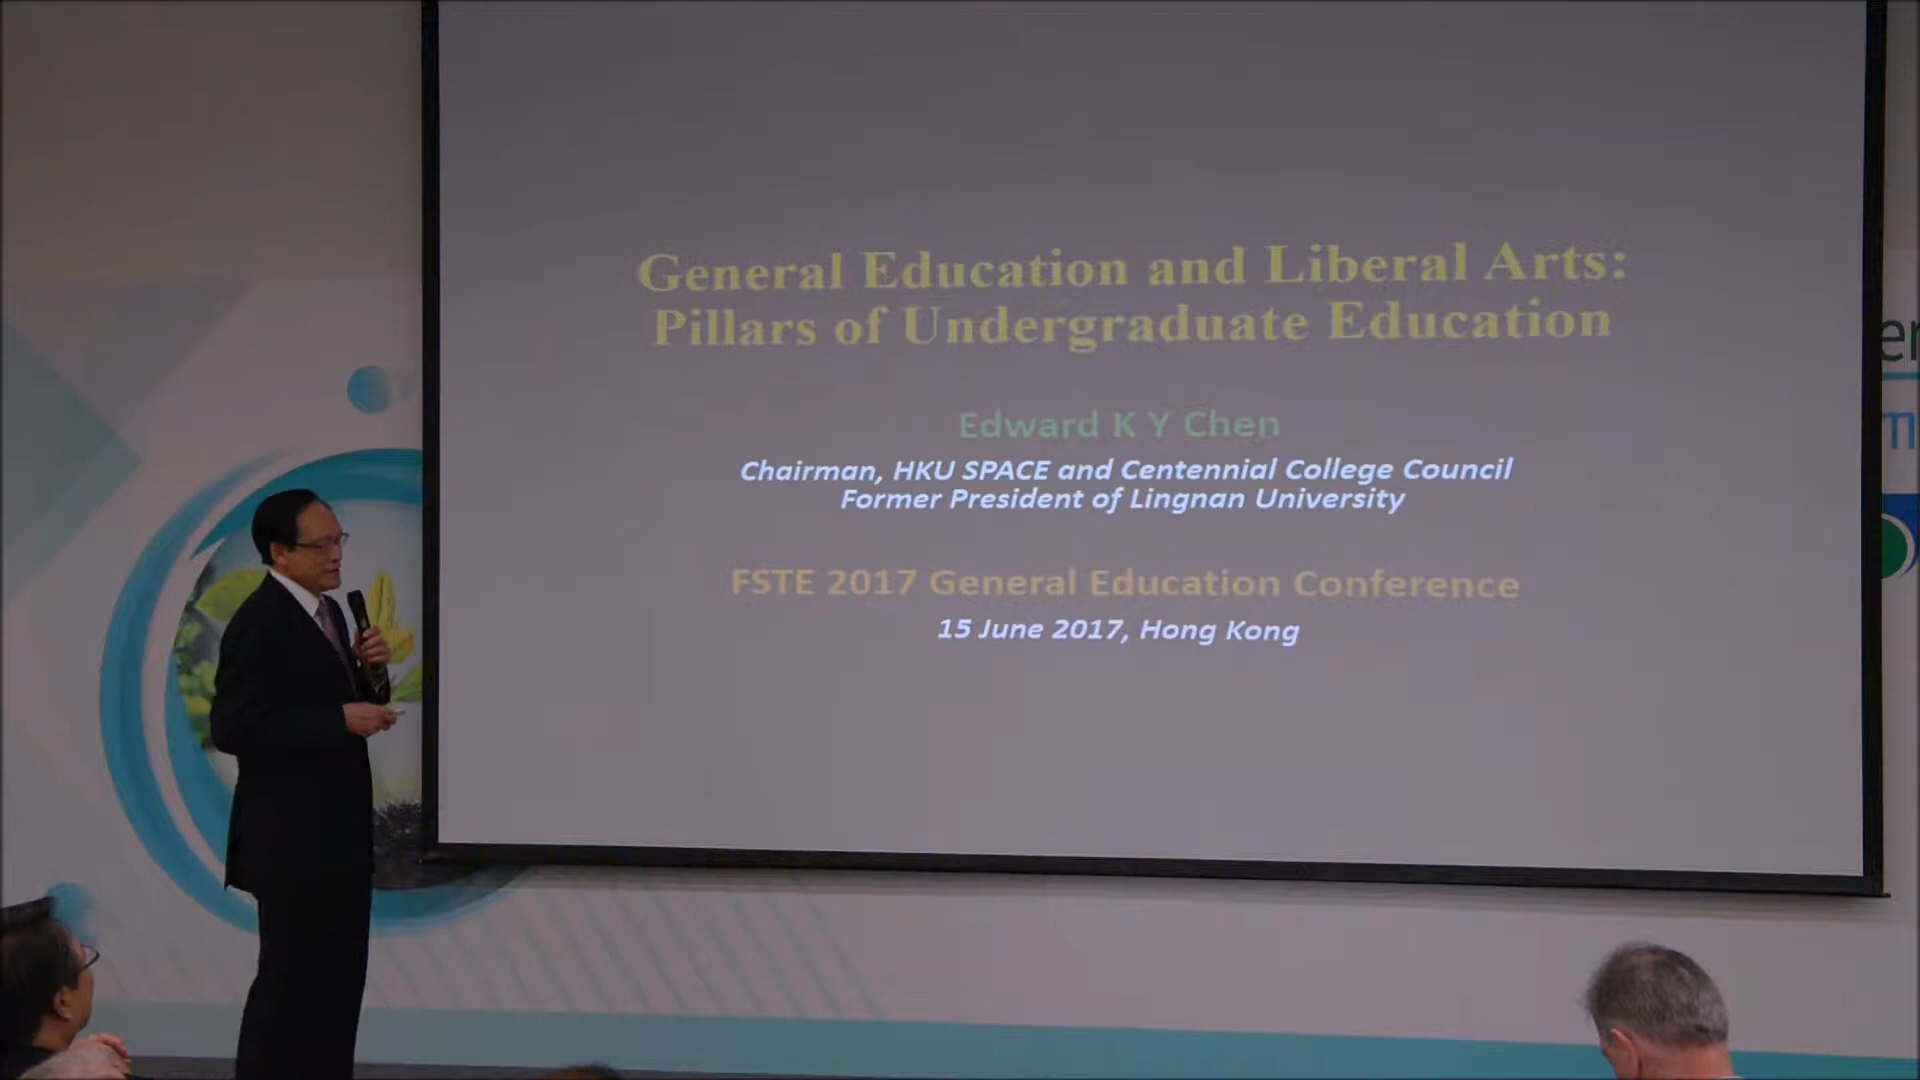 General Education and Liberal Arts:
Pillars of Undergraduate Education
Edward K Y Chen
Chairman, HKU SPACE and Centennial College Council
Former President of Lingnan University
FSTE 2017 General Education Conference
15 June 2017, Hong Kong